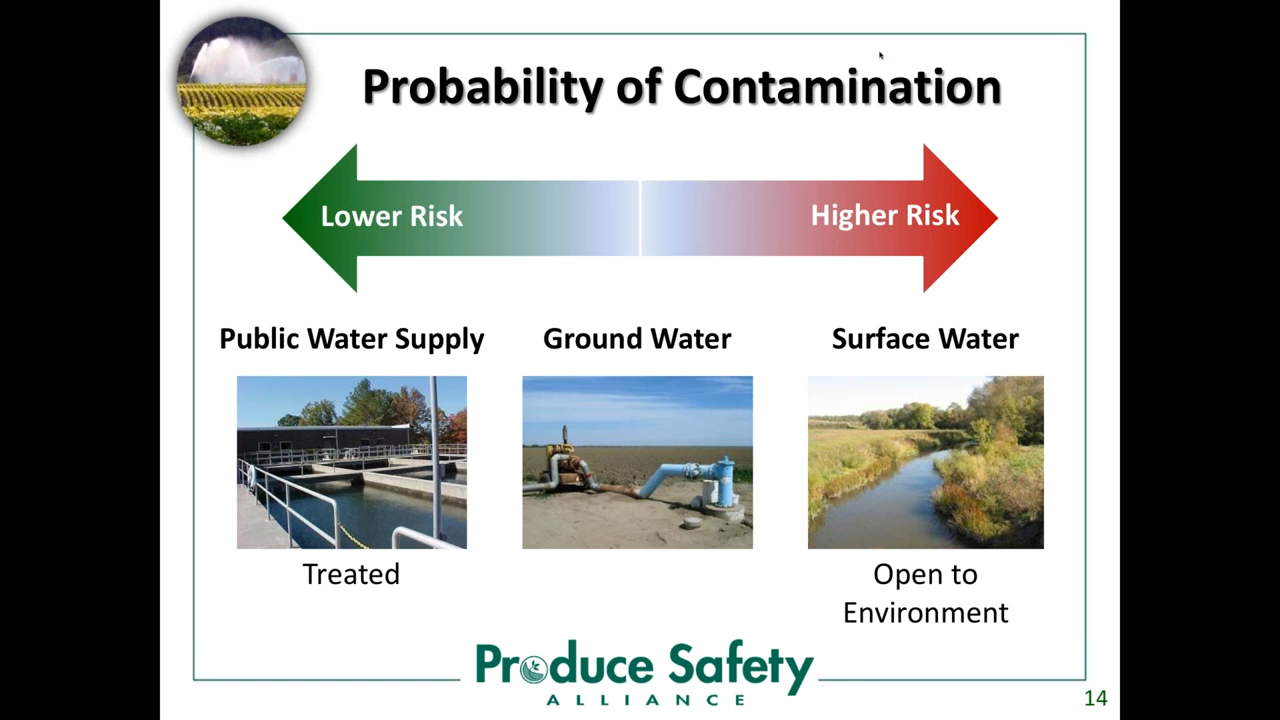 Probability of Contamination
Lower Risk
Higher Risk
Public Water Supply
Ground Water
Surface Water
Treated
Open to
Environment
Produce Safety
ALLIANCE
14